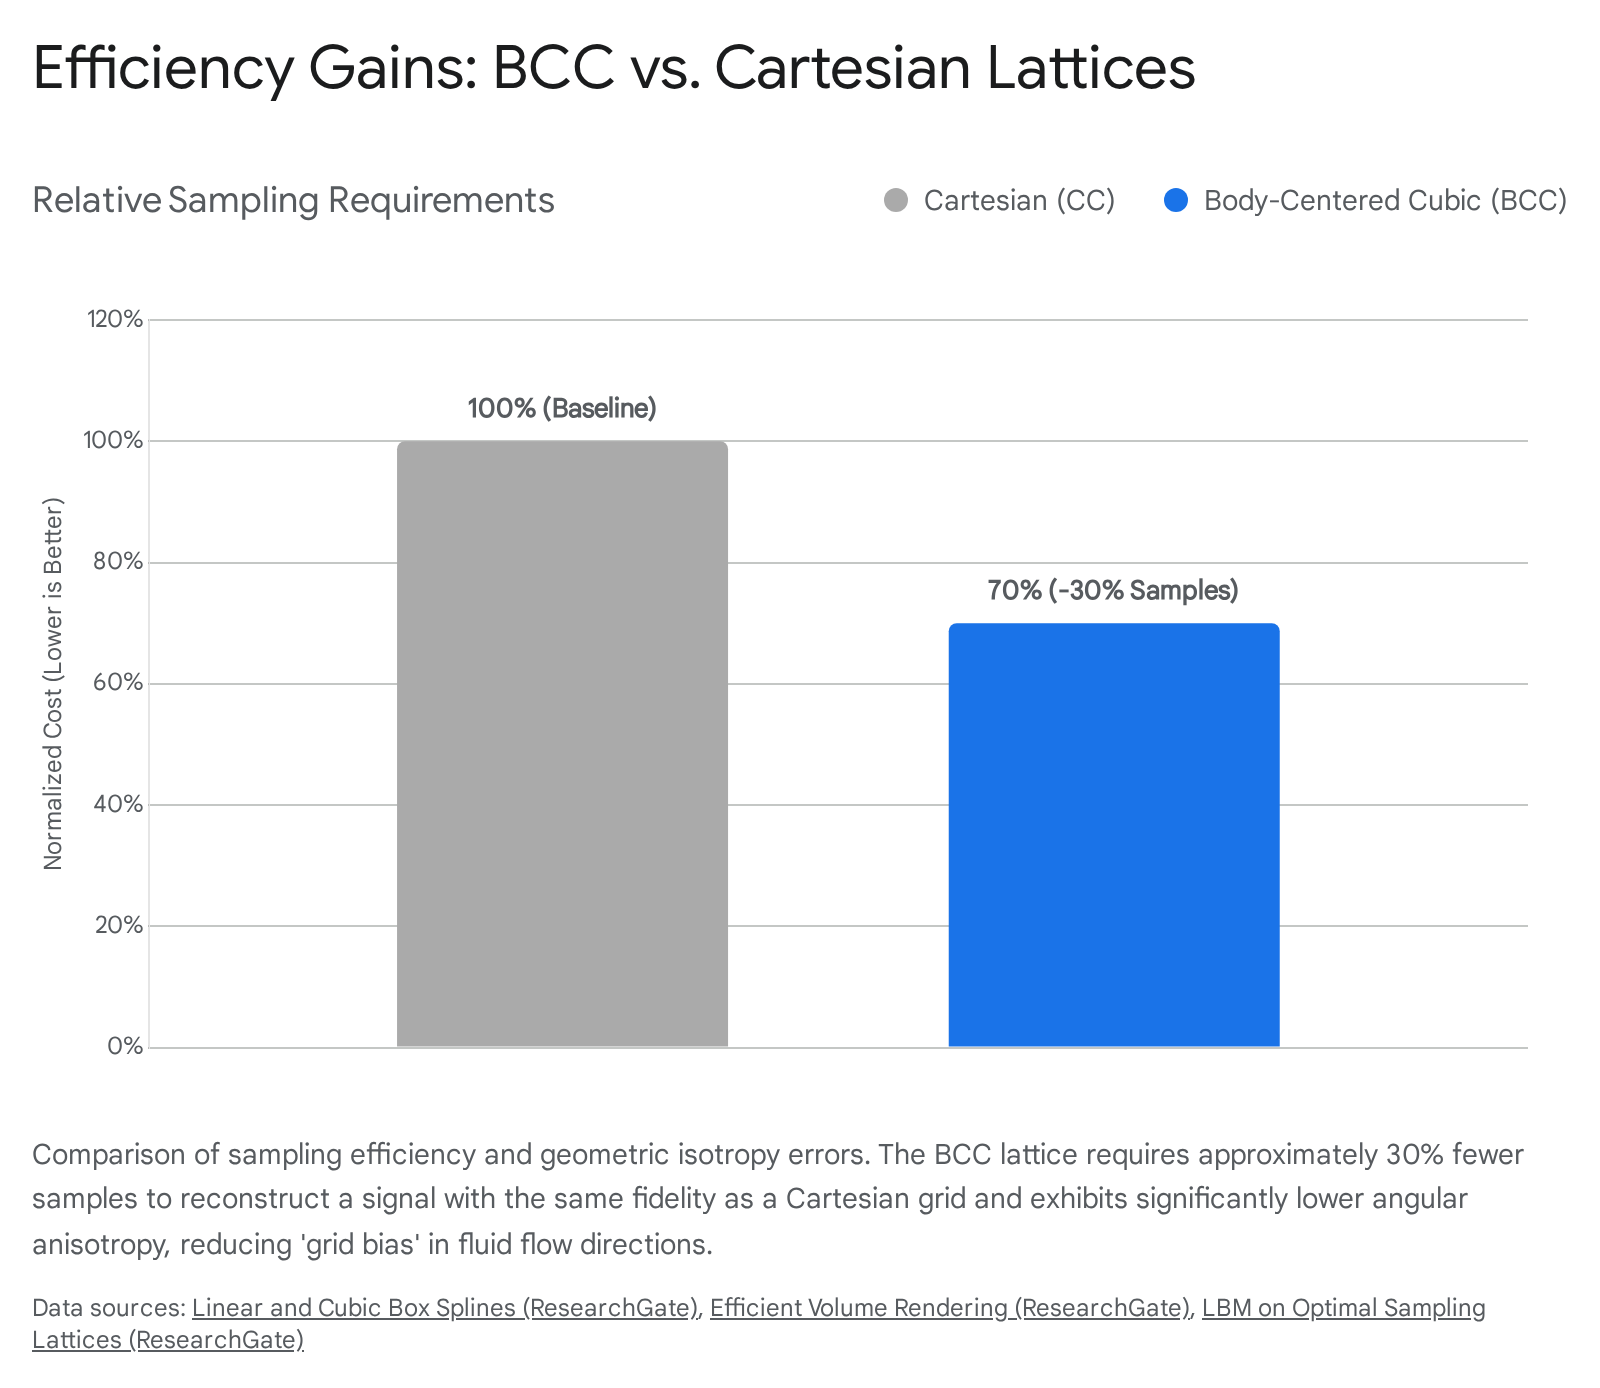 Efficiency Gains: BCC vs. Cartesian Lattices
Relative Sampling Requirements
Cartesian (CC)
Body-Centered Cubic (BCC)
120%
100% (Baseline)
100%
Normalized Cost (Lower is Better)
80%
70% (-30% Samples)
60%
40%
20%
0%
Comparison of sampling efficiency and geometric isotropy errors. The BCC lattice requires approximately 30% fewer
samples to reconstruct a signal with the same fidelity as a Cartesian grid and exhibits significantly lower angular
anisotropy, reducing 'grid bias' in fluid flow directions.
Data sources: Linear and Cubic Box Splines (ResearchGate), Efficient Volume Rendering (ResearchGate), LBM on Optimal Sampling
Lattices (ResearchGate)